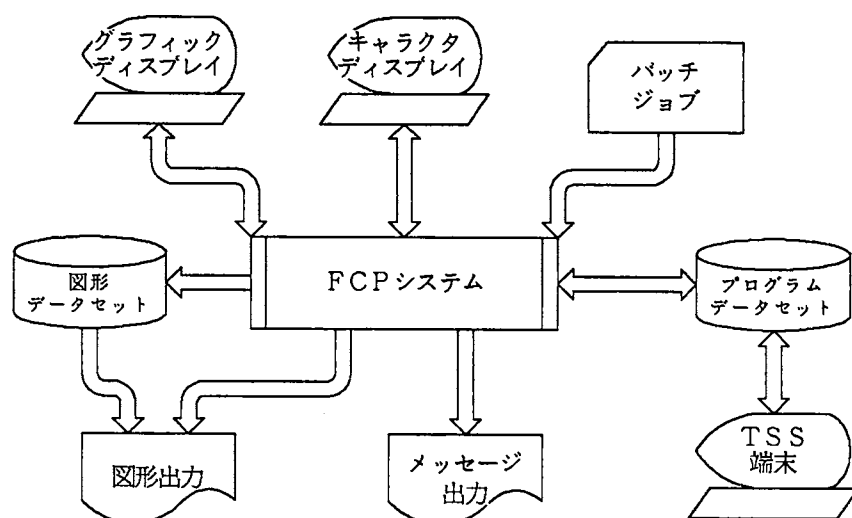 グラフィック
ディスプレイ
キャラクタ
ディスプレイ
バッチ
ジョブ
図形
データセット
FCPシステム
プログラム
データセット
図形出力
メッセージ
出力
TSS
端末